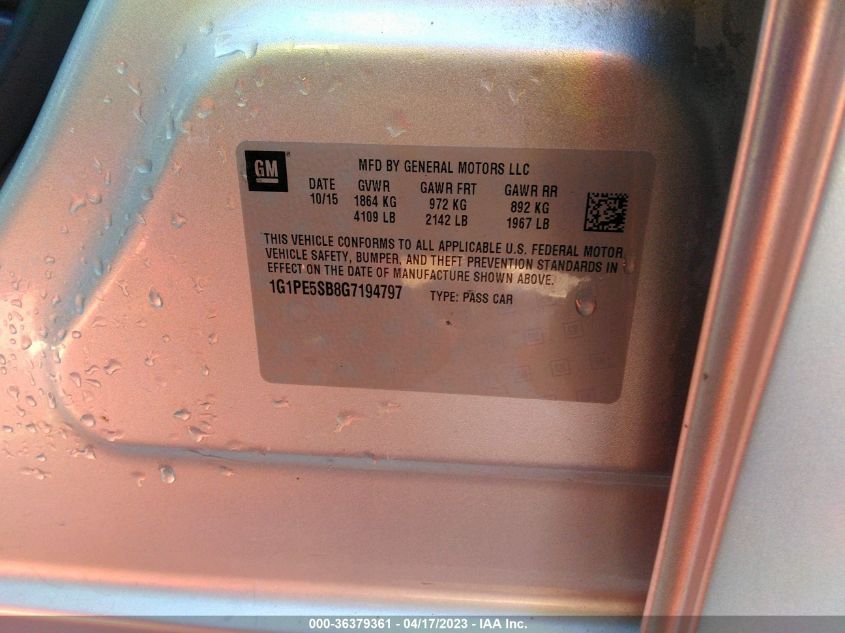 GM
MFD BY GENERAL MOTORS LLC
DATE GVWR GAWR FRT GAWR RR
10/15 1864 KG 972 KG 892 KG
4109 LB 2142 LB 1967 LB
THIS VEHICLE CONFORMS TO ALL APPLICABLE U.S. FEDERAL MOTOR
VEHICLE SAFETY, BUMPER, AND THEFT PREVENTION STANDARDS IN
EFFECT ON THE DATE OF MANUFACTURE SHOWN ABOVE.
1G1PE5SB8G7194797 TYPE: PASS CAR
000-36379361 - 04/17/2023 - IAA Inc.